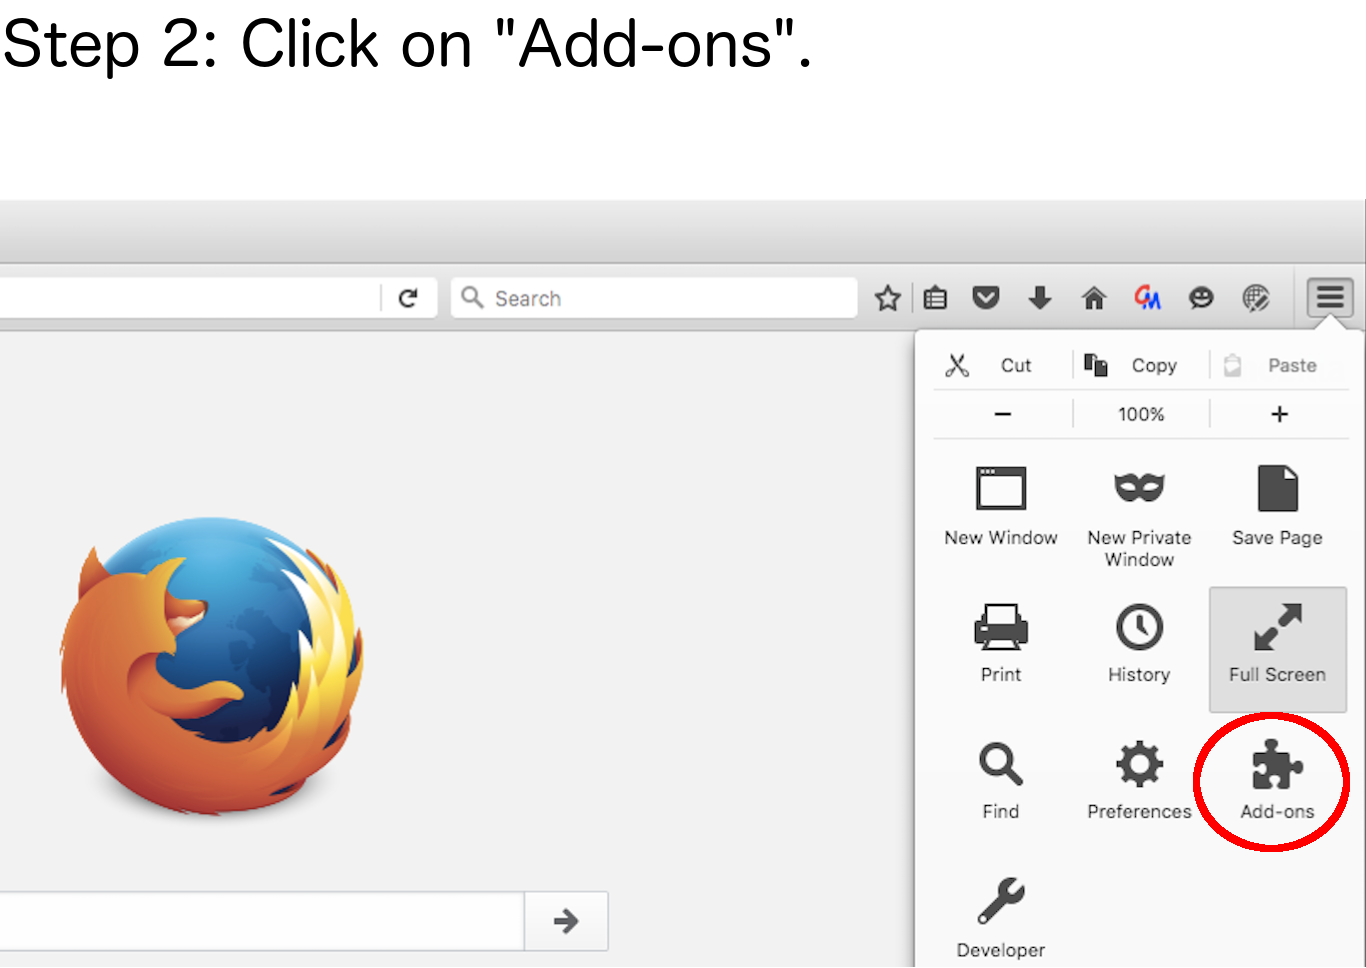 Step 2: Click on "Add-ons".
Search
Cut
Copy
Paste
100%
New Window
New Private
Window
Save Page
Print
History
Full Screen
Find
Preferences
Add-ons
Developer